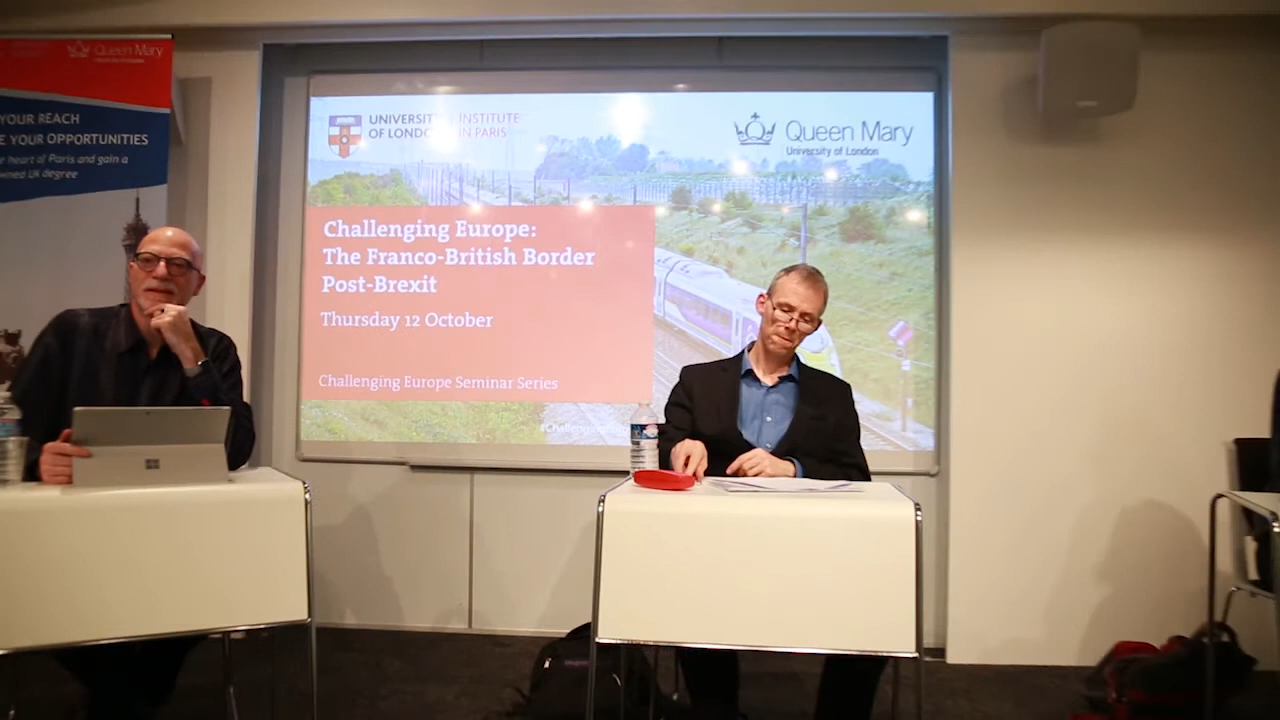 Queen Mary
YOUR REACH
YOUR OPPORTUNITIES
heart of Paris and gain a
UK degree
UNIVERSITY INSTITUTE
OF LONDON IN PARIS
Queen Mary
University of London
Challenging Europe:
The Franco-British Border
Post-Brexit
Thursday 12 October
Challenging Europe Seminar Series